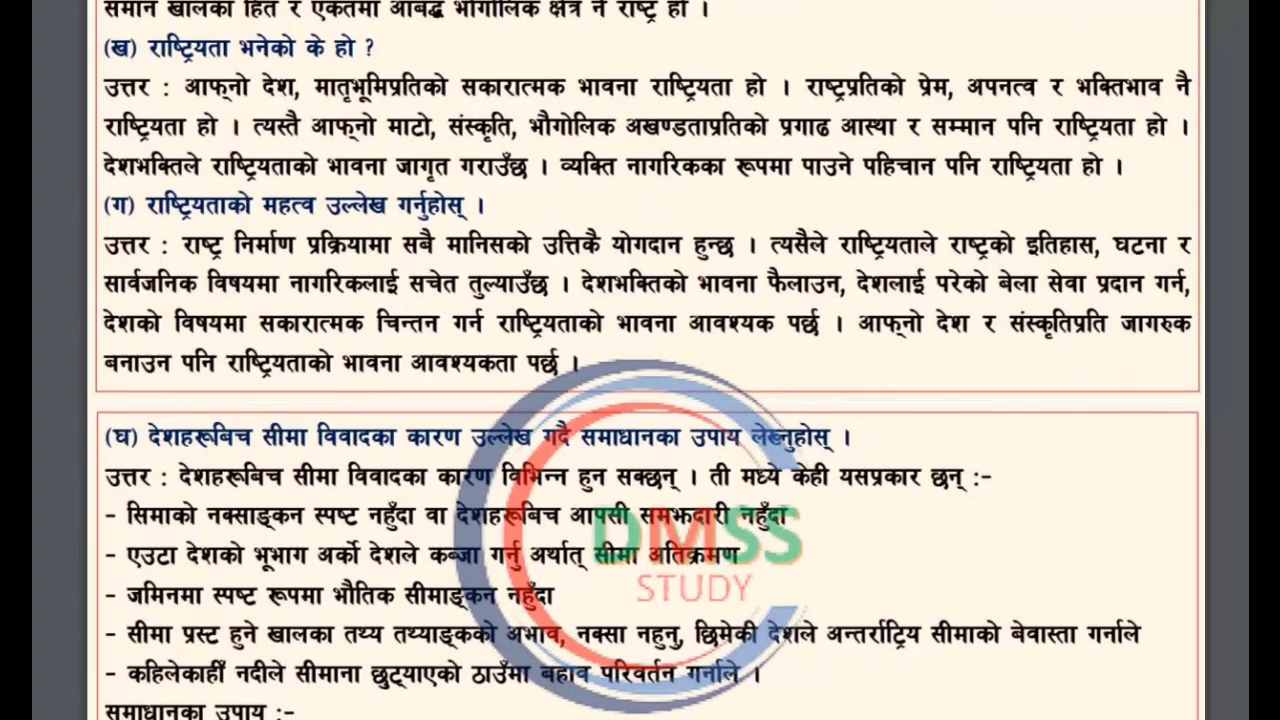 समान खालको हित र एकतामा आबद्ध भौगोलिक क्षेत्र नै राष्ट्र हो ।
(ख) राष्ट्रियता भनेको के हो ?
उत्तर : आफ्नो देश, मातृभूमिप्रतिको सकारात्मक भावना राष्ट्रियता हो । राष्ट्रप्रतिको प्रेम, अपनत्व र भक्तिभाव नै
राष्ट्रियता हो । त्यस्तै आफ्नो माटो, संस्कृति, भौगोलिक अखण्डताप्रतिको प्रगाढ आस्था र सम्मान पनि राष्ट्रियता हो ।
देशभक्तिले राष्ट्रियताको भावना जागृत गराउँछ । व्यक्ति नागरिकका रूपमा पाउने पहिचान पनि राष्ट्रियता हो ।
(ग) राष्ट्रियताको महत्व उल्लेख गर्नुहोस् ।
उत्तर : राष्ट्र निर्माण प्रक्रियामा सबै मानिसको उत्तिकै योगदान हुन्छ । त्यसैले राष्ट्रियताले राष्ट्रको इतिहास, घटना र
सार्वजनिक विषयमा नागरिकलाई सचेत तुल्याउँछ । देशभक्तिको भावना फैलाउन, देशलाई परेको बेला सेवा प्रदान गर्न,
देशको विषयमा सकारात्मक चिन्तन गर्न राष्ट्रियताको भावना आवश्यक पर्छ । आफ्नो देश र संस्कृतिप्रति जागरुक
बनाउन पनि राष्ट्रियताको भावना आवश्यकता पर्छ ।
(घ) देशहरूबिच सीमा विवादका कारण उल्लेख गर्दै समाधानका उपाय लेख्नुहोस् ।
उत्तर : देशहरूबिच सीमा विवादका कारण विभिन्न हुन सक्छन् । ती मध्ये केही यसप्रकार छन् :-
- सिमाको नक्साङ्कन स्पष्ट नहुँदा वा देशहरूबिच आपसी समझदारी नहुँदा
- एउटा देशको भूभाग अर्को देशले कब्जा गर्नु अर्थात् सीमा अतिक्रमण
- जमिनमा स्पष्ट रूपमा भौतिक सीमाङ्कन नहुँदा
- सीमा प्रस्ट हुने खालका तथ्य तथ्याङ्कको अभाव, नक्सा नहुनु, छिमेकी देशले अन्तर्राट्रिय सीमाको बेवास्ता गर्नाले
- कहिलेकाहीँ नदीले सीमाना छुट्याएको ठाउँमा बहाव परिवर्तन गर्नाले ।
समाधानका उपाय :-
DMSS
STUDY